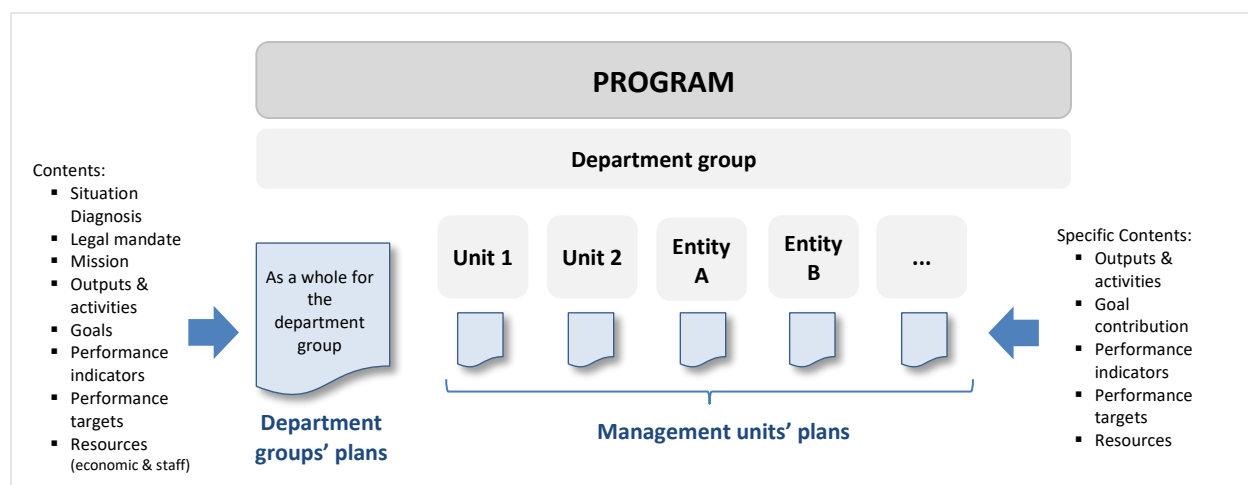 PROGRAM
Department group
Contents:
▪ Situation
Diagnosis
▪ Legal mandate
▪ Mission
▪ Outputs &
activities
▪ Goals
▪ Performance
indicators
▪ Performance
targets
▪ Resources
(economic & staff)
As a whole for
the
department
group
Department
groups’ plans
Unit 1
Unit 2
Entity
A
Entity
B
...
Management units’ plans
Specific Contents:
▪ Outputs &
activities
▪ Goal
contribution
▪ Performance
indicators
▪ Performance
targets
▪ Resources